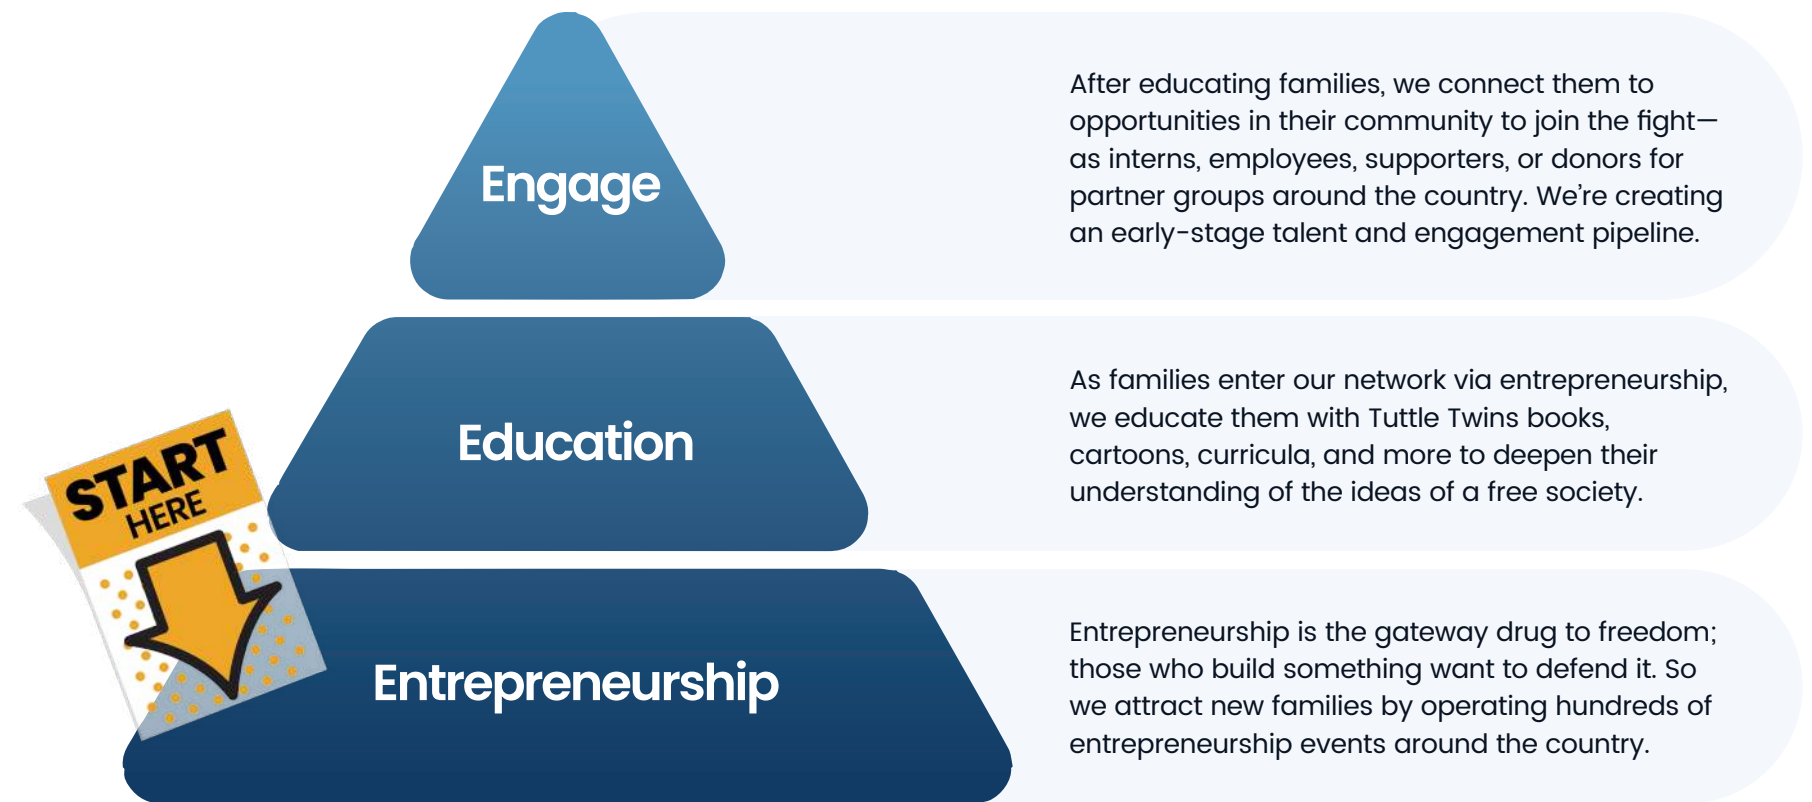 Engage
After educating families, we connect them to
opportunities in their community to join the fight—
as interns, employees, supporters, or donors for
partner groups around the country. We’re creating
an early-stage talent and engagement pipeline.
Education
As families enter our network via entrepreneurship,
we educate them with Tuttle Twins books,
cartoons, curricula, and more to deepen their
understanding of the ideas of a free society.
START
HERE
Entrepreneurship
Entrepreneurship is the gateway drug to freedom;
those who build something want to defend it. So
we attract new families by operating hundreds of
entrepreneurship events around the country.